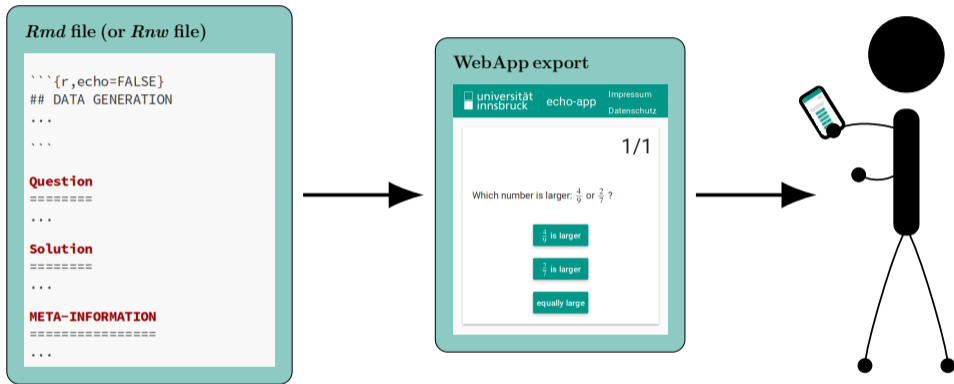 Rmd file (or Rnw file)
```{r,echo=FALSE}
## DATA GENERATION
...
```
Question
========
...
Solution
========
...
META-INFORMATION
================
...
WebApp export
universität
innsbruck
echo-app
Impressum
Datenschutz
1/1
Which number is larger: 4/9 or 2/7 ?
4/9 is larger
2/7 is larger
equally large